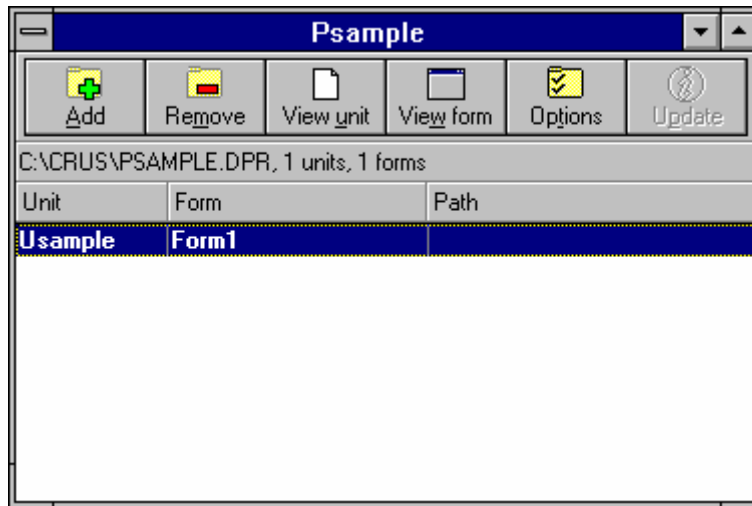 Psample
Add Remove View unit View form Options Update
C:\CRUS\PSAMPLE.DPR, 1 units, 1 forms
Unit Form Path
Usample Form1